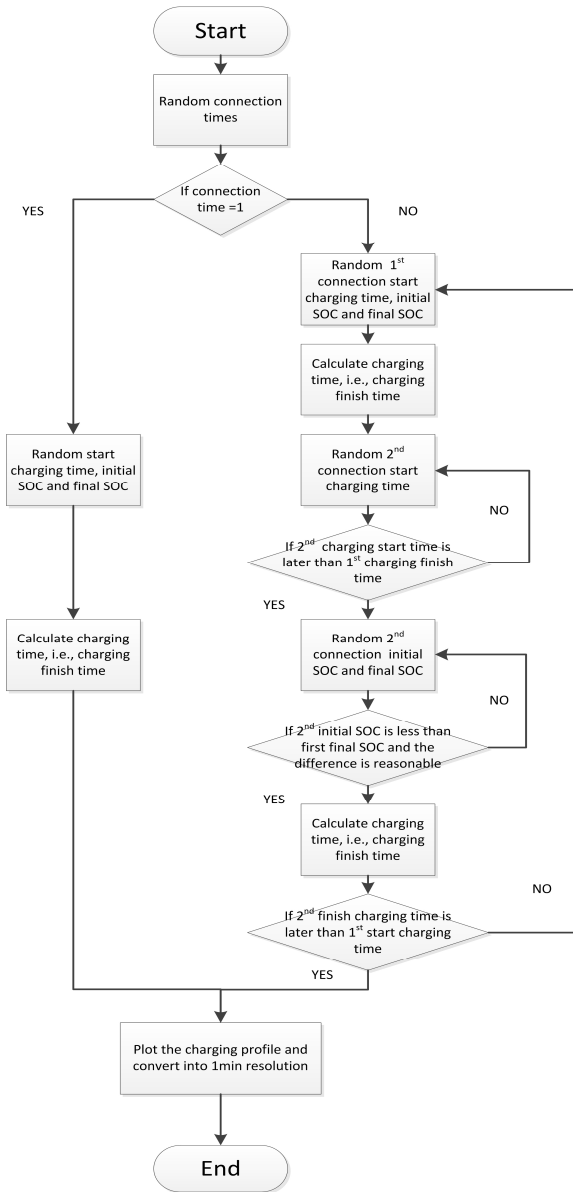 Start
Random connection
times
If connection
time =1
YES
NO
Random 1st
connection start
charging time, initial
SOC and final SOC
Calculate charging
time, i.e., charging
finish time
Random start
charging time, initial
SOC and final SOC
Random 2nd
connection start
charging time
NO
If 2nd charging start time is
later than 1st charging finish
time
YES
Calculate charging
time, i.e., charging
finish time
Random 2nd
connection initial
SOC and final SOC
NO
If 2nd initial SOC is less than
first final SOC and the
difference is reasonable
YES
Calculate charging
time, i.e., charging
finish time
NO
If 2nd finish charging time is
later than 1st start charging
time
YES
Plot the charging profile and
convert into 1min resolution
End